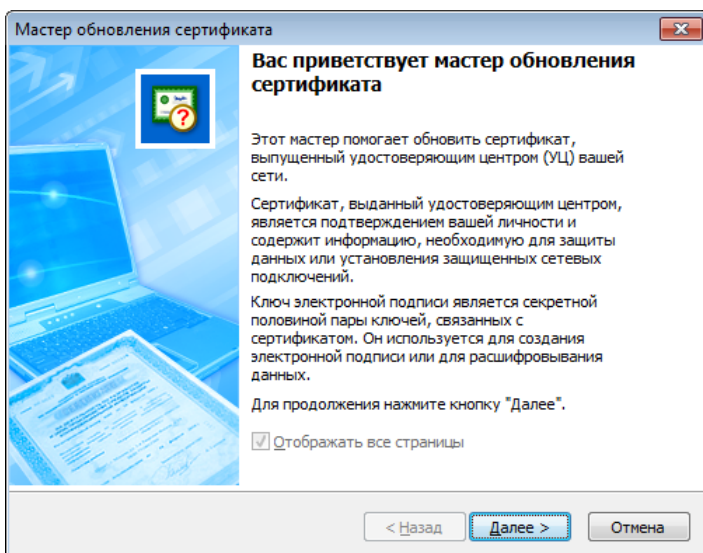 Мастер обновления сертификата
Вас приветствует мастер обновления
сертификата
Этот мастер помогает обновить сертификат,
выпущенный удостоверяющим центром (УЦ) вашей
сети.
Сертификат, выданный удостоверяющим центром,
является подтверждением вашей личности и
содержит информацию, необходимую для защиты
данных или установления защищенных сетевых
подключений.
Ключ электронной подписи является секретной
половиной пары ключей, связанных с
сертификатом. Он используется для создания
электронной подписи или для расшифровывания
данных.
Для продолжения нажмите кнопку "Далее".
Отображать все страницы
< Назад Далее > Отмена